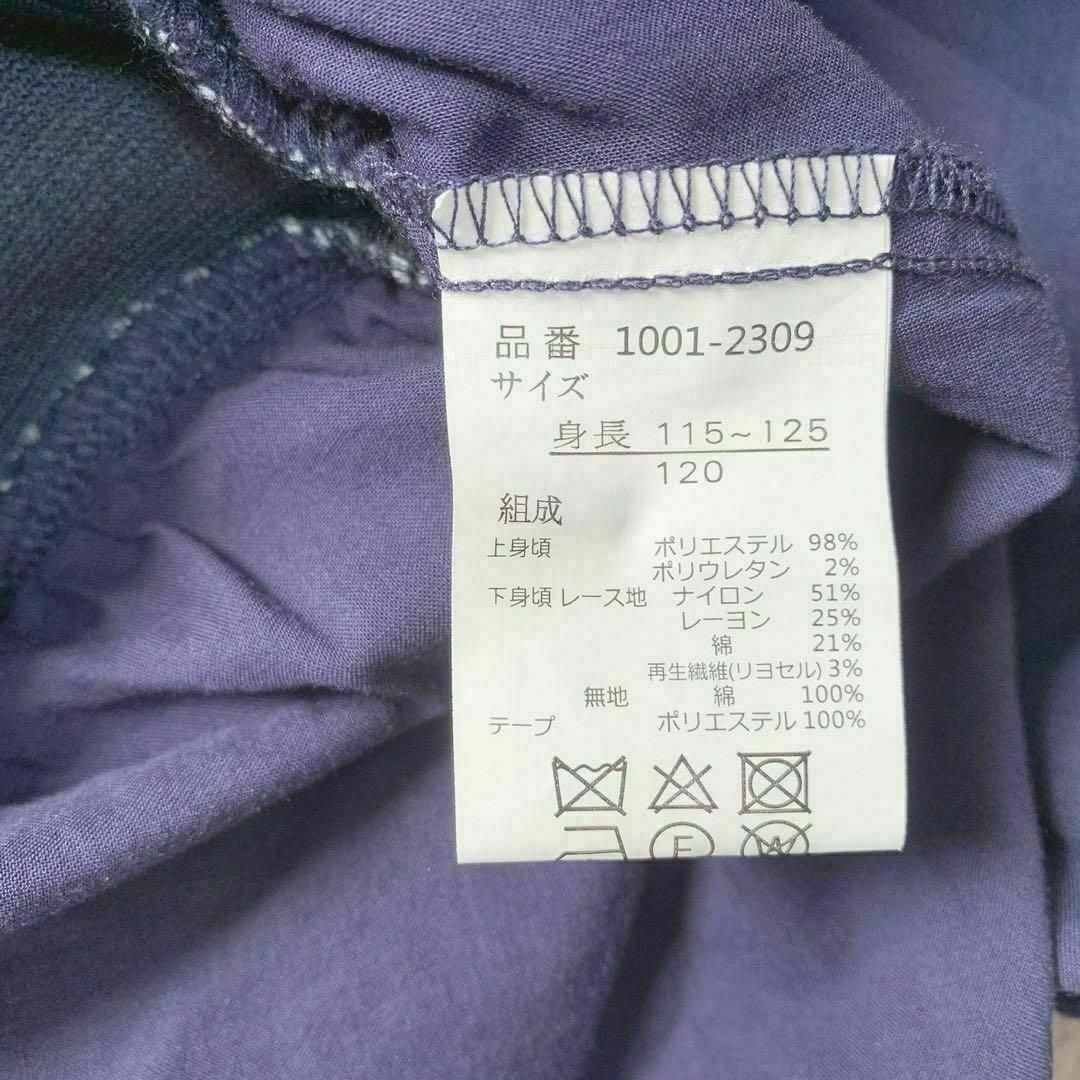 品番 1001-2309
サイズ
身長 115~125
120
組成
上身頃 ポリエステル 98%
ポリウレタン 2%
下身頃 レース地 ナイロン 51%
レーヨン 25%
綿 21%
再生繊維(リヨセル) 3%
無地 綿 100%
テープ ポリエステル 100%
F W